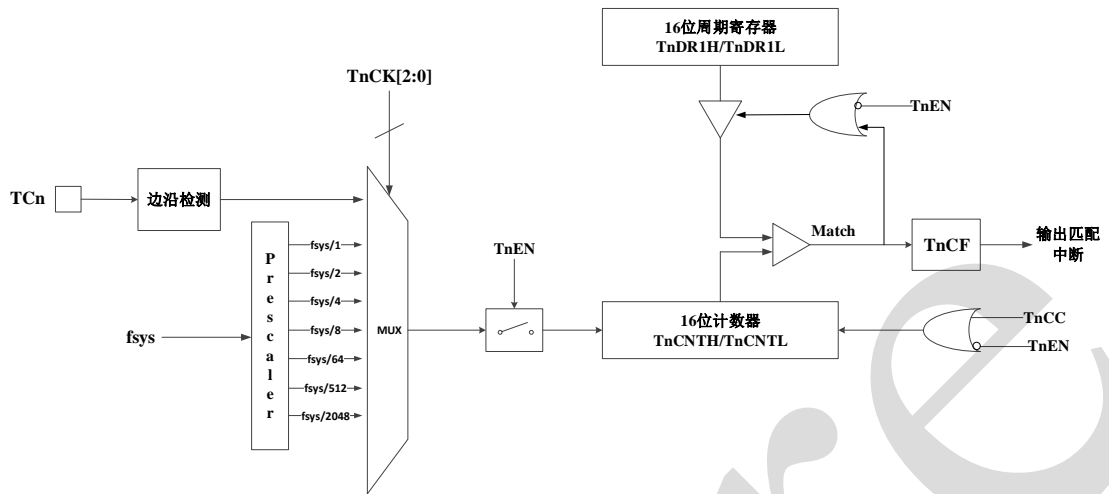 16位周期寄存器
TnDR1H/TnDR1L
TnCK[2:0]
TnEN
TCn
边沿检测
Prescaler
fsys/1
fsys/2
fsys/4
fsys/8
fsys/64
fsys/512
fsys/2048
fsys
MUX
TnEN
Match
TnCF
输出匹配
中断
16位计数器
TnCNTH/TnCNTL
TnCC
TnEN